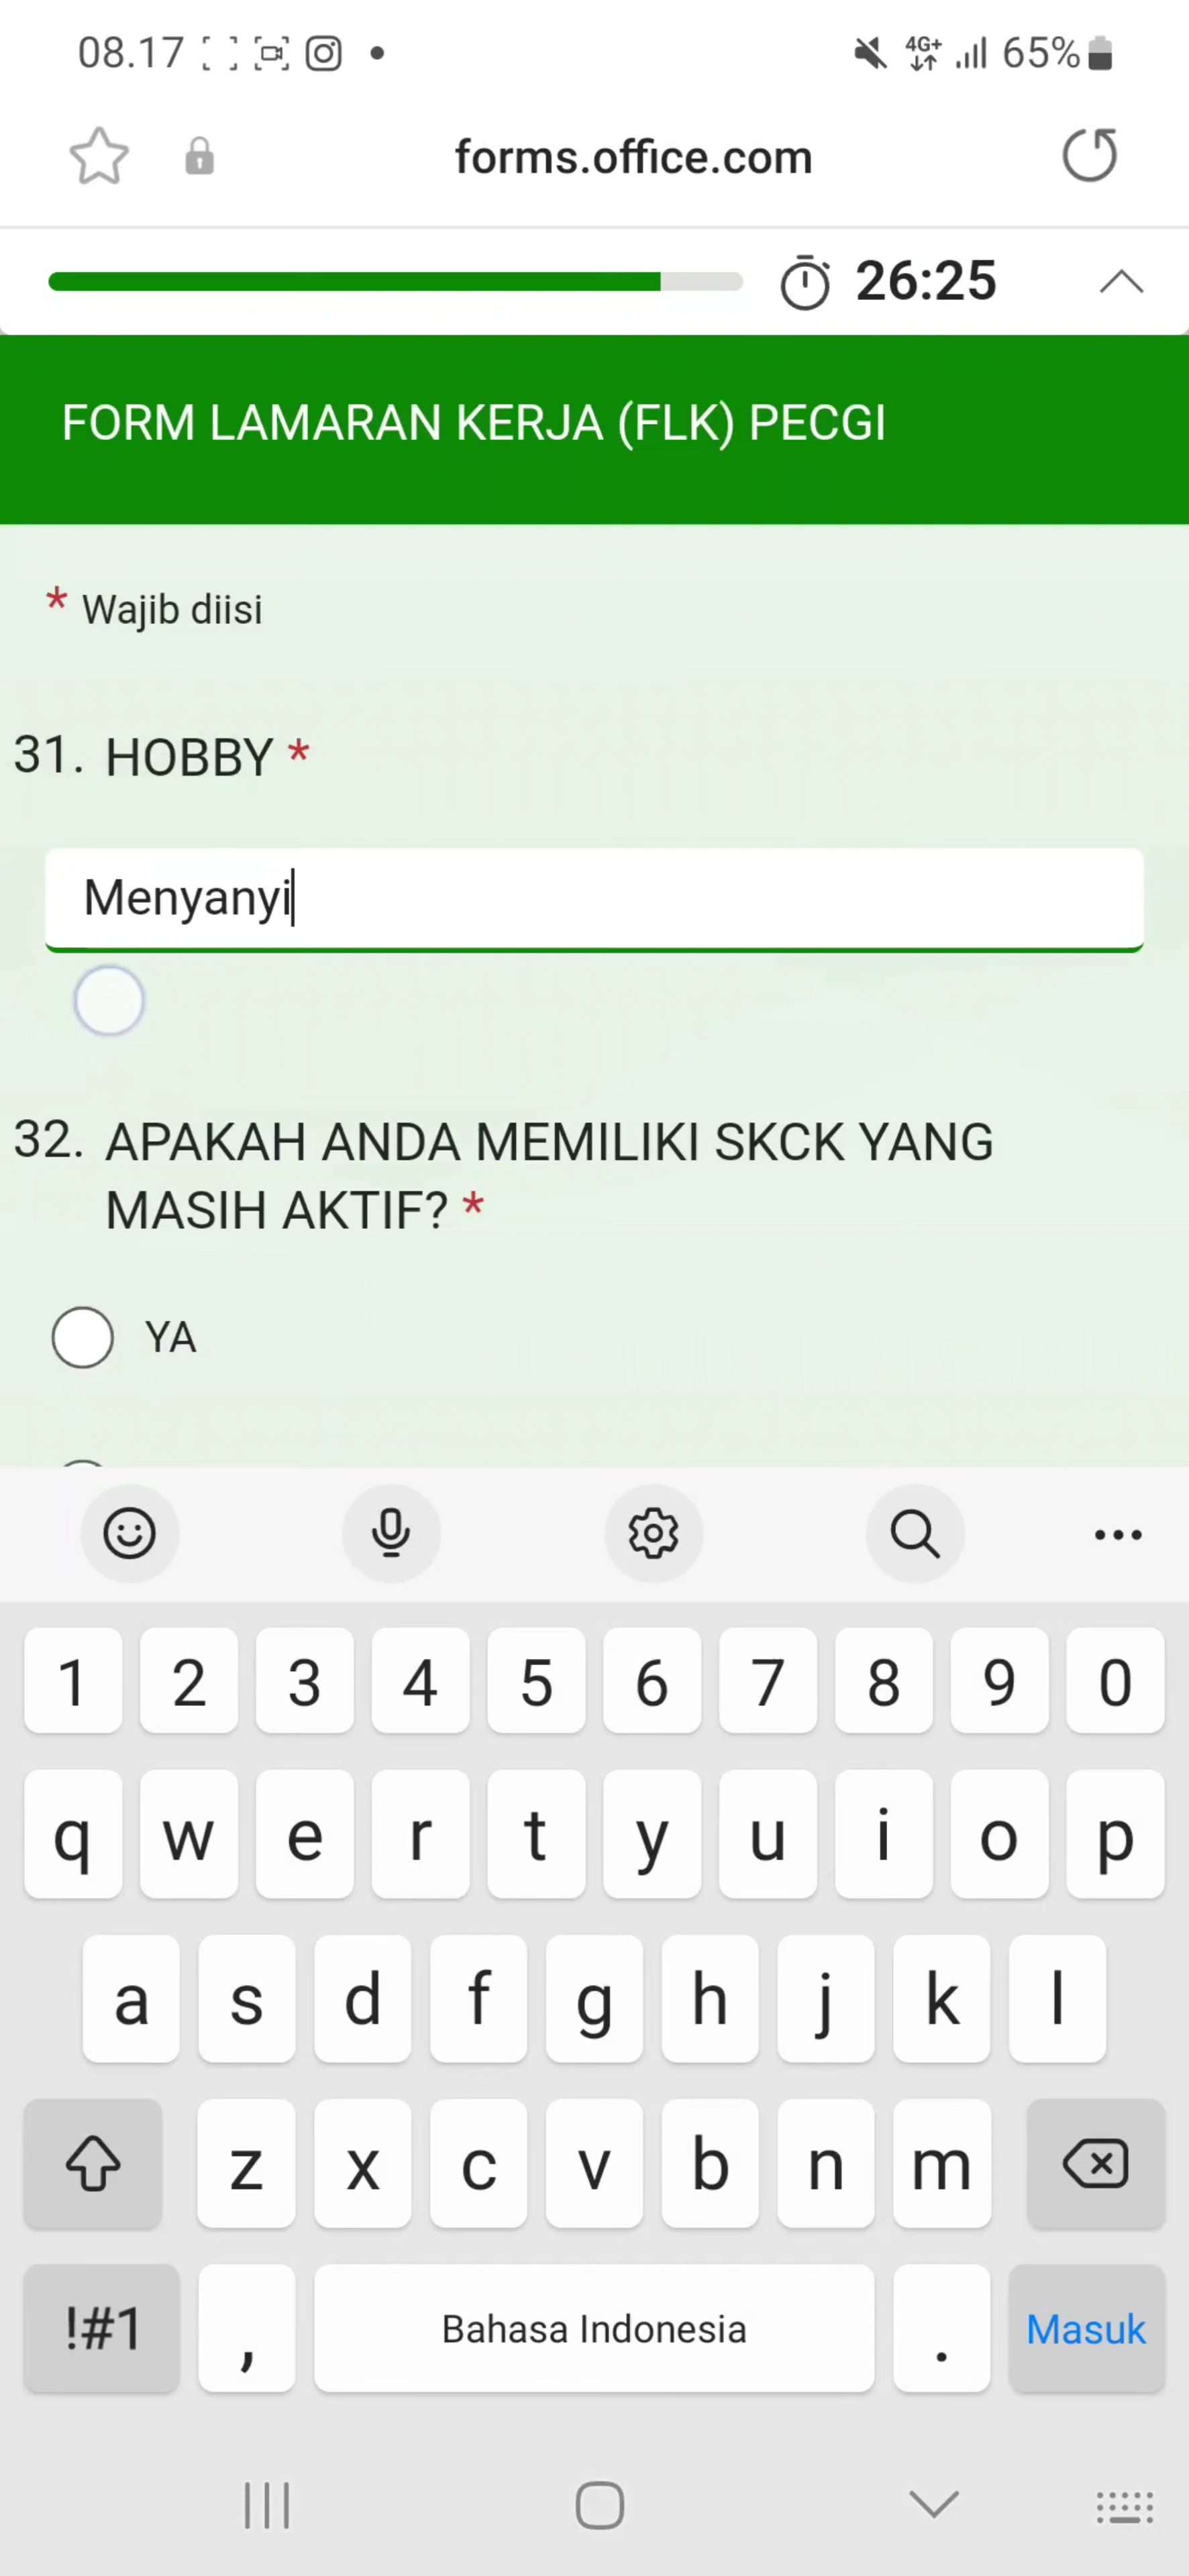 08.17 4G+ 65%
forms.office.com
26:25
FORM LAMARAN KERJA (FLK) PECGI
* Wajib diisi
31. HOBBY *
Menyanyi
32. APAKAH ANDA MEMILIKI SKCK YANG
MASIH AKTIF? *
YA
1 2 3 4 5 6 7 8 9 0
q w e r t y u i o p
a s d f g h j k l
z x c v b n m
!#1 , Bahasa Indonesia . Masuk